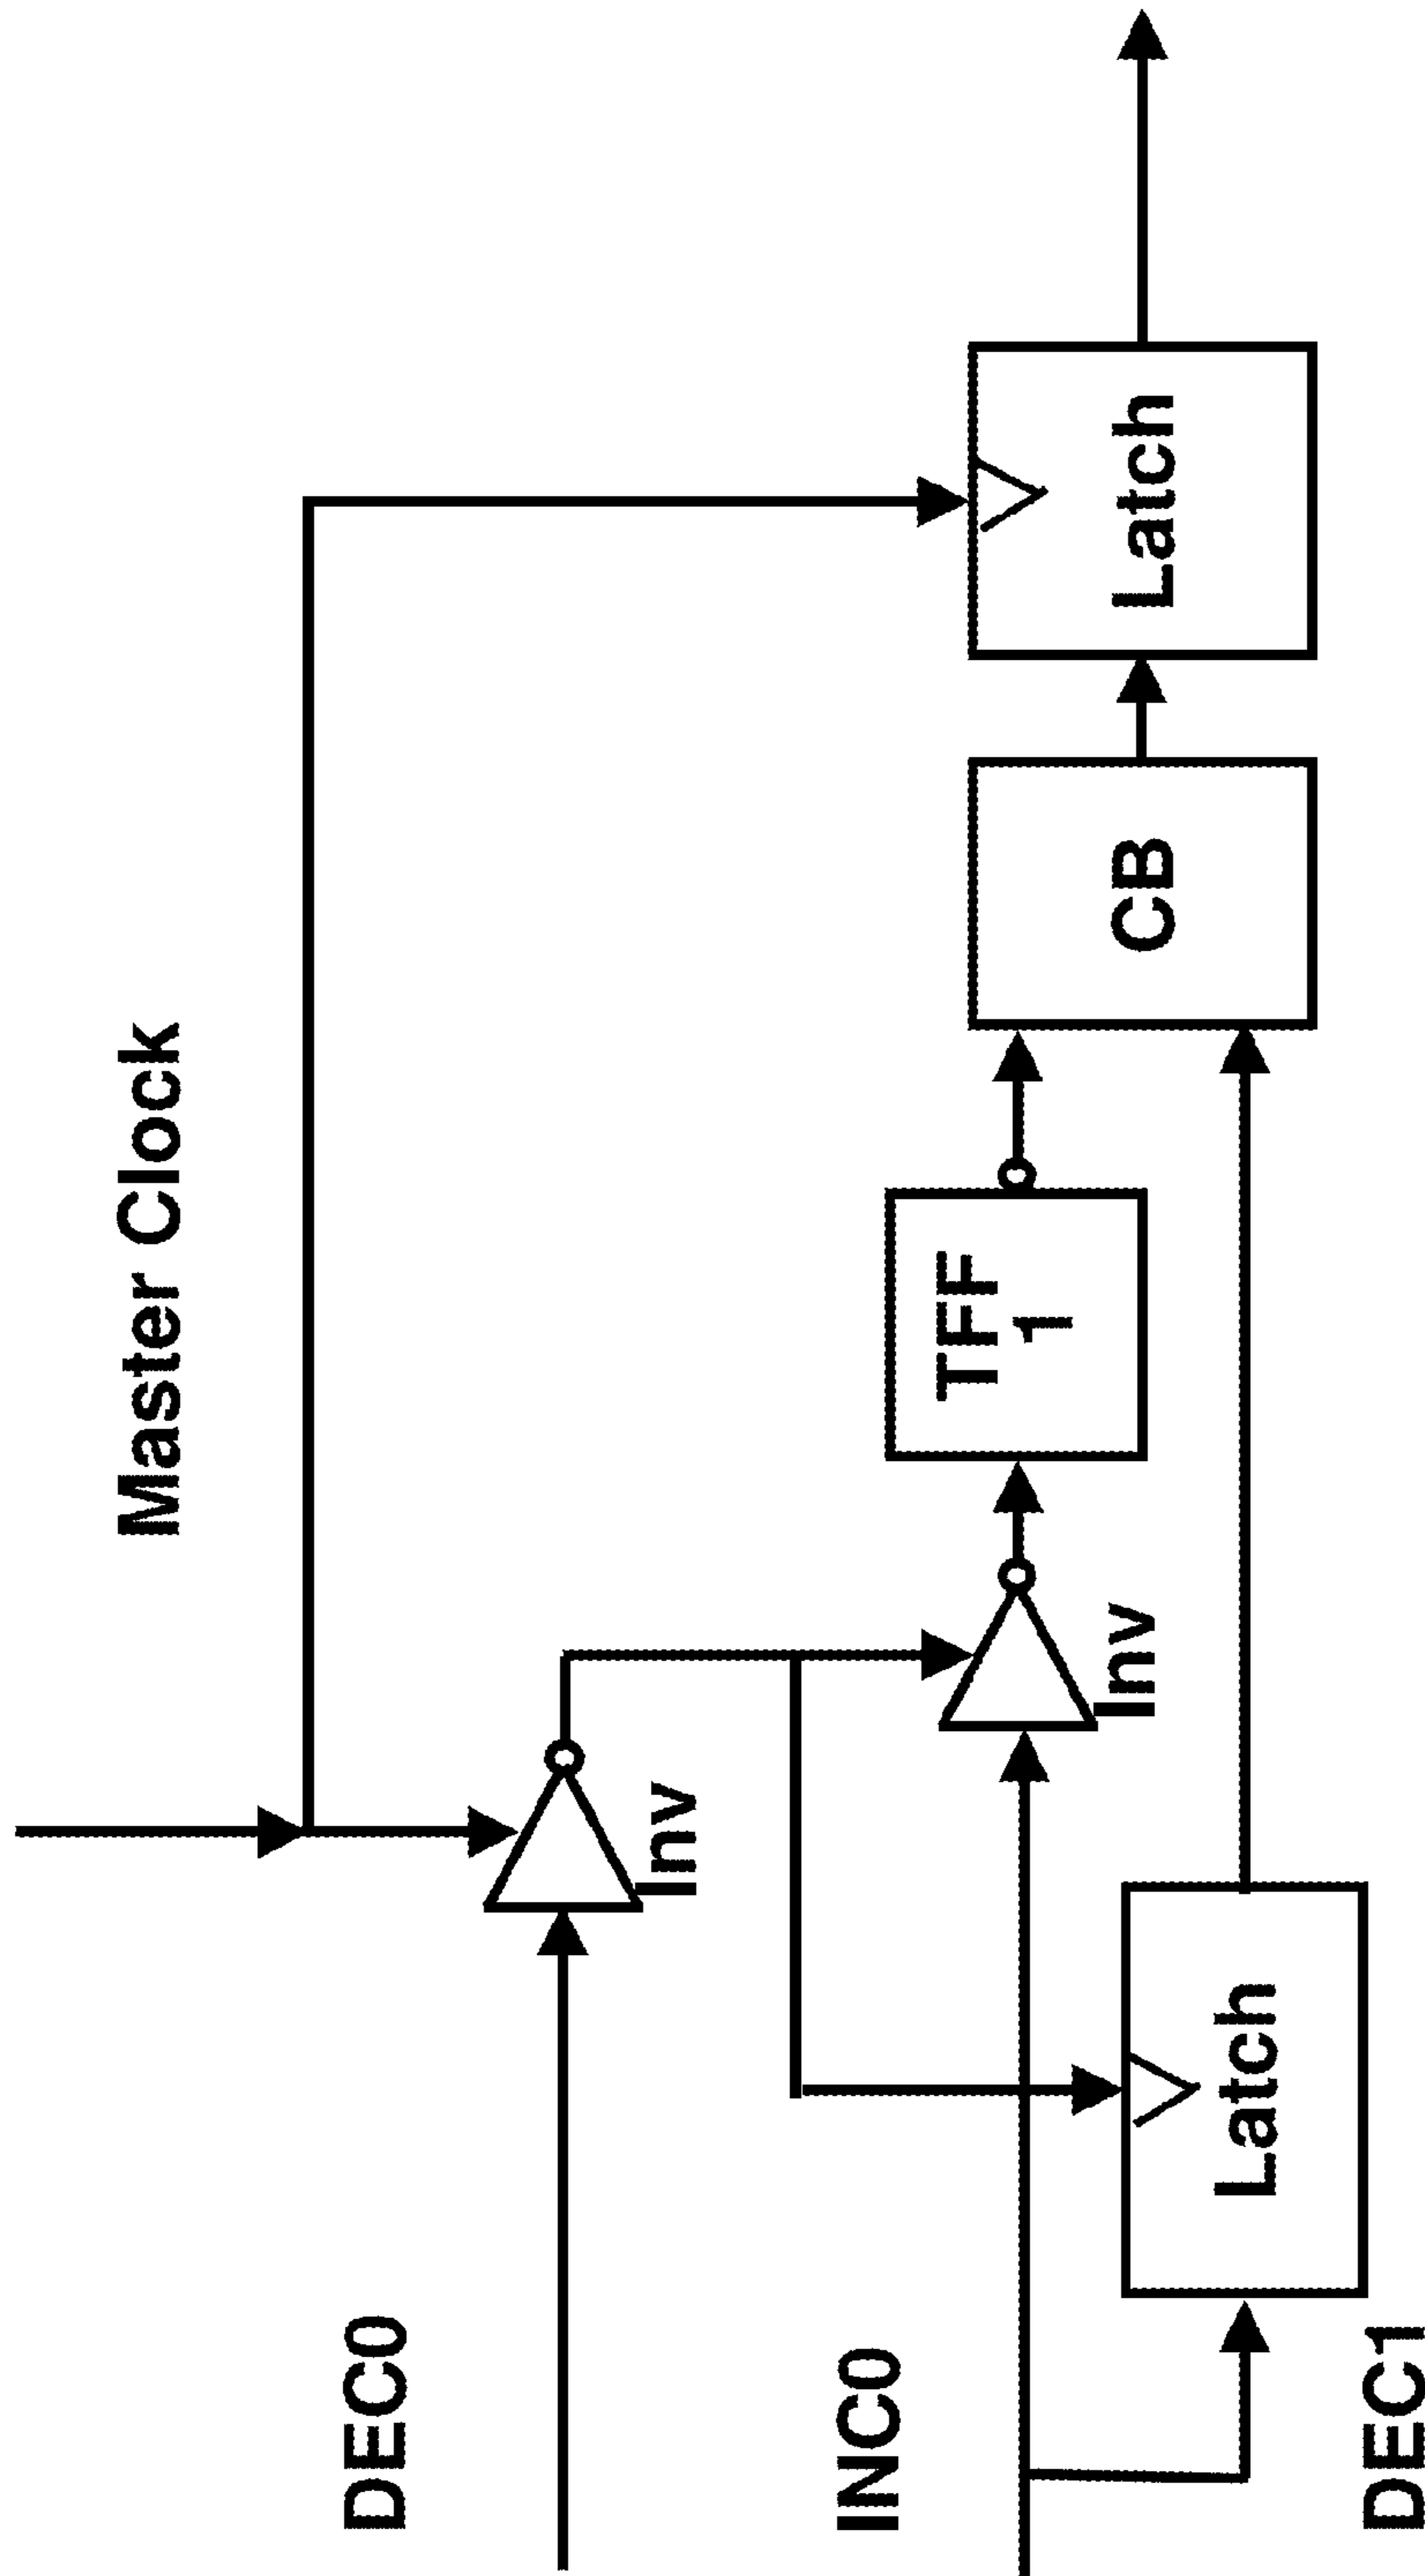 Master Clock
DEC0
Inv
INC0
Inv
TFF
1
CB
Latch
Latch
DEC1